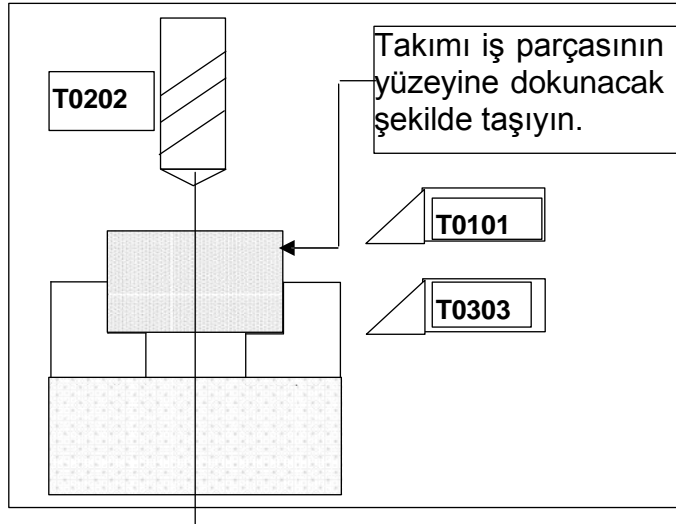 Takımı iş parçasının
yüzeyine dokunacak
şekilde taşıyın.
T0202
T0101
T0303